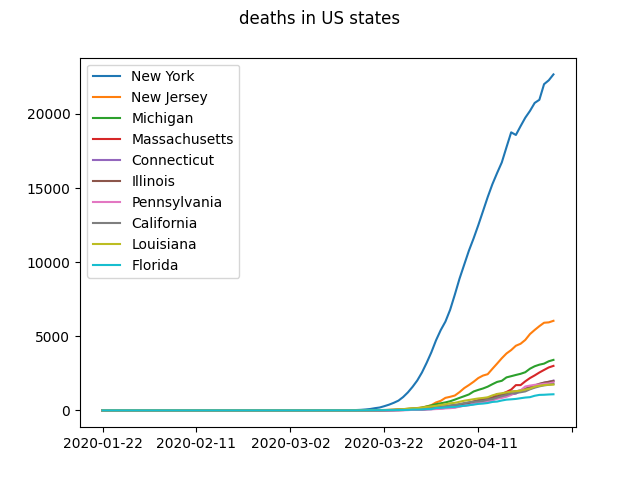 deaths in US states
New York
New Jersey
Michigan
Massachusetts
Connecticut
Illinois
Pennsylvania
California
Louisiana
Florida
20000
15000
10000
5000
0
2020-01-22 2020-02-11 2020-03-02 2020-03-22 2020-04-11